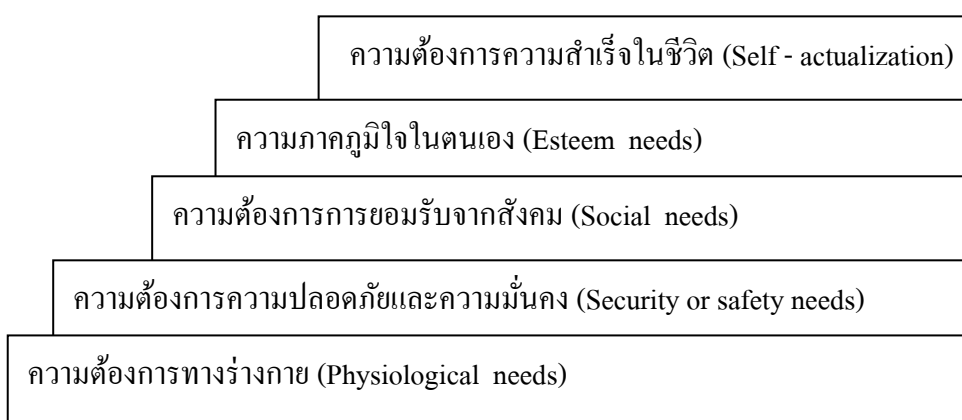 ความต้องการความสำเร็จในชีวิต (Self - actualization)
ความภาคภูมิใจในตนเอง (Esteem needs)
ความต้องการการยอมรับจากสังคม (Social needs)
ความต้องการความปลอดภัยและความมั่นคง (Security or safety needs)
ความต้องการทางร่างกาย (Physiological needs)